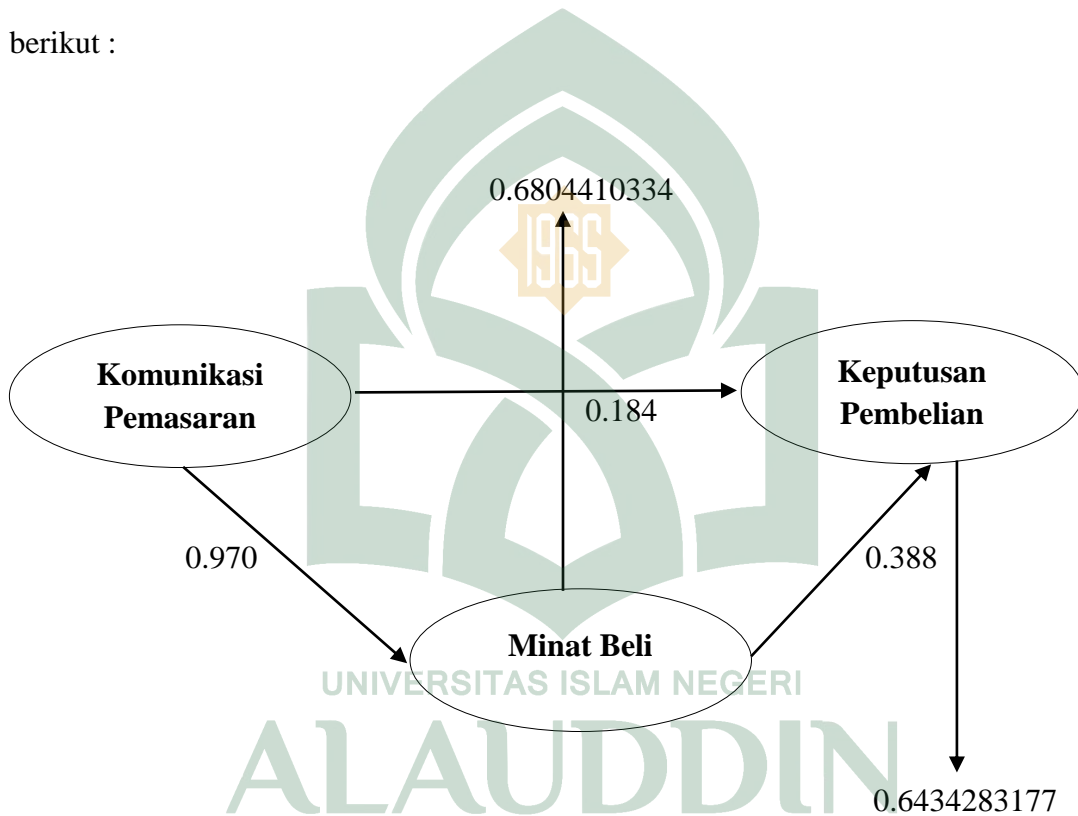 berikut :
0.6804410334
1965
Komunikasi
Pemasaran
Keputusan
Pembelian
0.184
0.970
0.388
Minat Beli
UNIVERSITAS ISLAM NEGERI
ALAUDDIN
0.6434283177